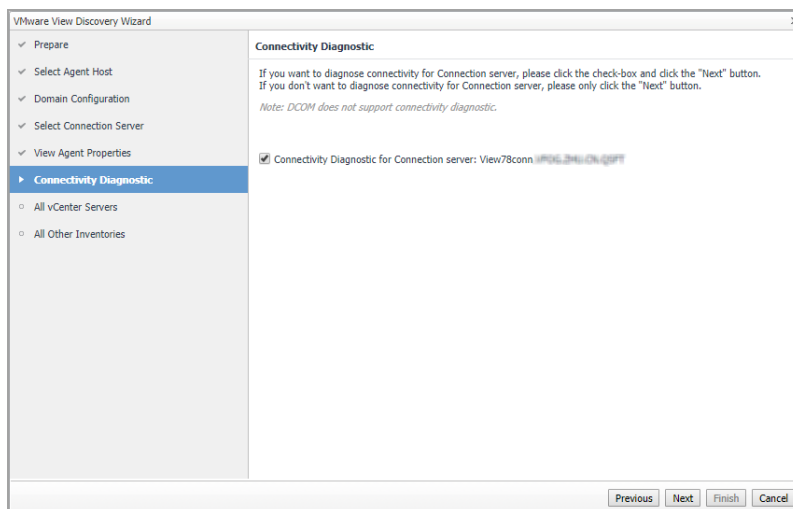 VMware View Discovery Wizard
Prepare
Select Agent Host
Domain Configuration
Select Connection Server
View Agent Properties
Connectivity Diagnostic
All vCenter Servers
All Other Inventories
Connectivity Diagnostic
If you want to diagnose connectivity for Connection server, please click the check-box and click the "Next" button.
If you don't want to diagnose connectivity for Connection server, please only click the "Next" button.
Note: DCOM does not support connectivity diagnostic.
Connectivity Diagnostic for Connection server: View78conn
Previous Next Finish Cancel